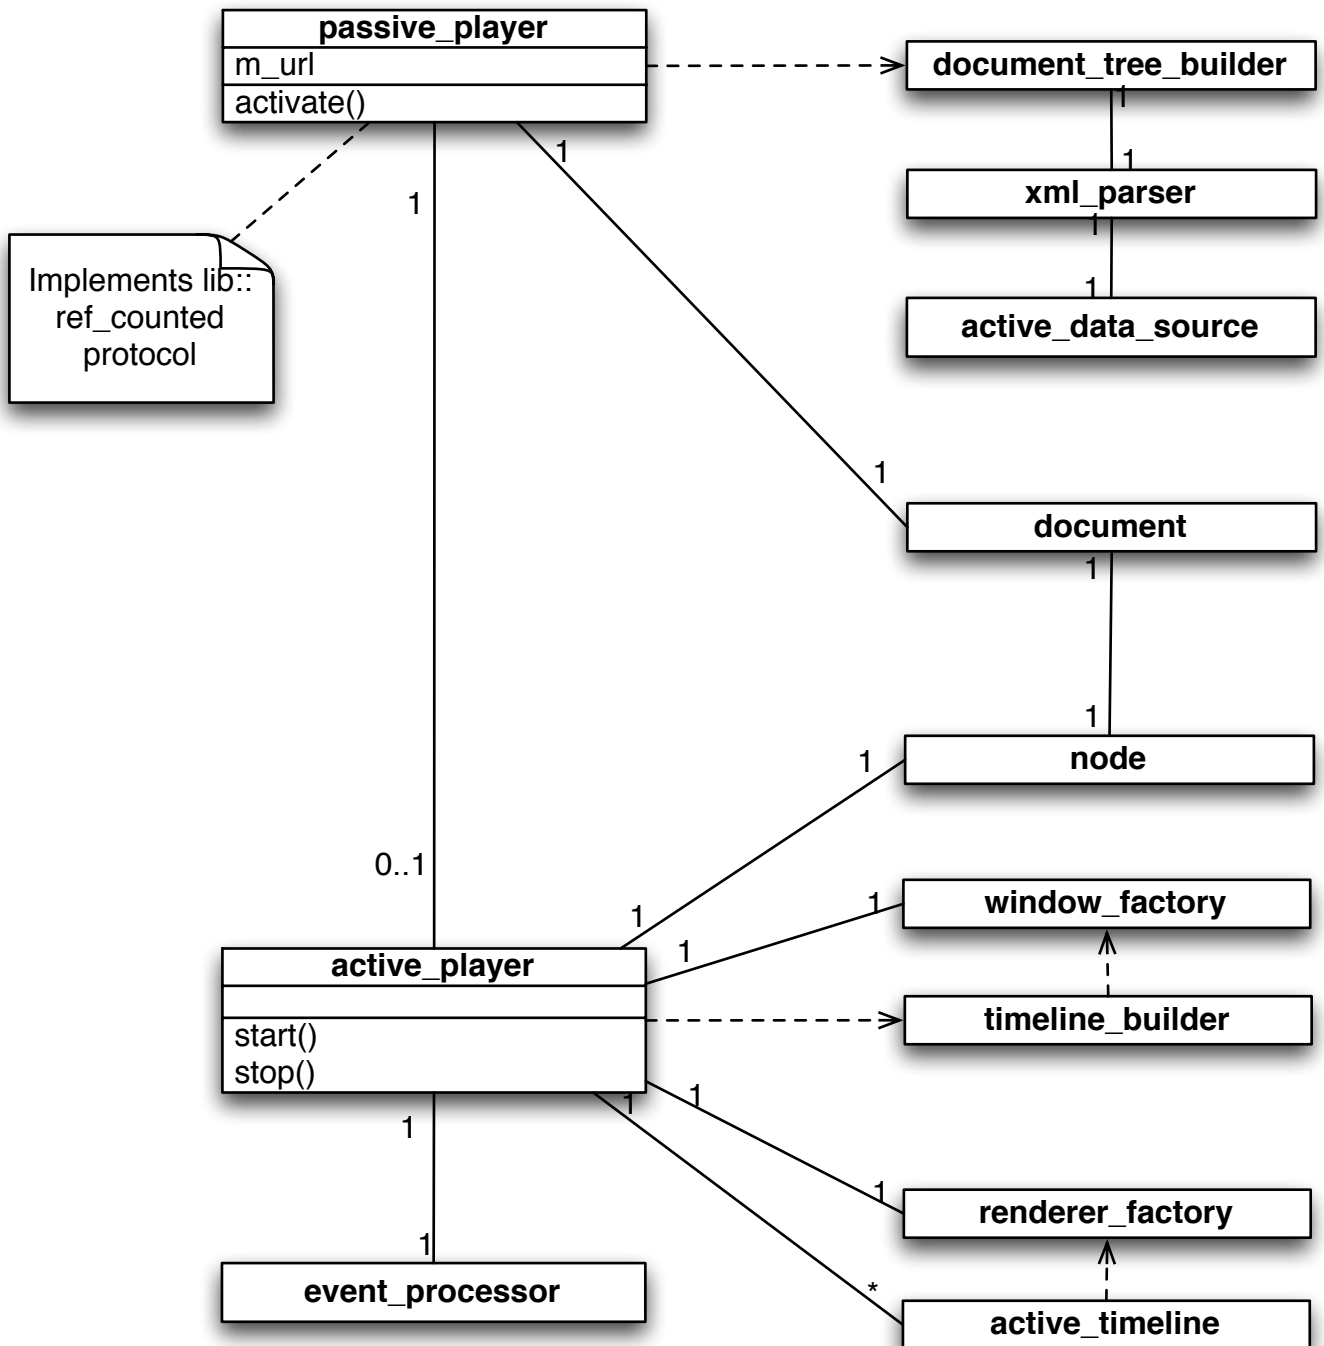 passive_player
m_url
activate()
document_tree_builder
1
1
xml_parser
1
1
active_data_source
1
1
Implements lib::
ref_counted
protocol
1
document
1
1
node
1
0..1
1
1
window_factory
1
1
active_player
start()
stop()
timeline_builder
1
1
1
1
renderer_factory
1
event_processor
*
active_timeline